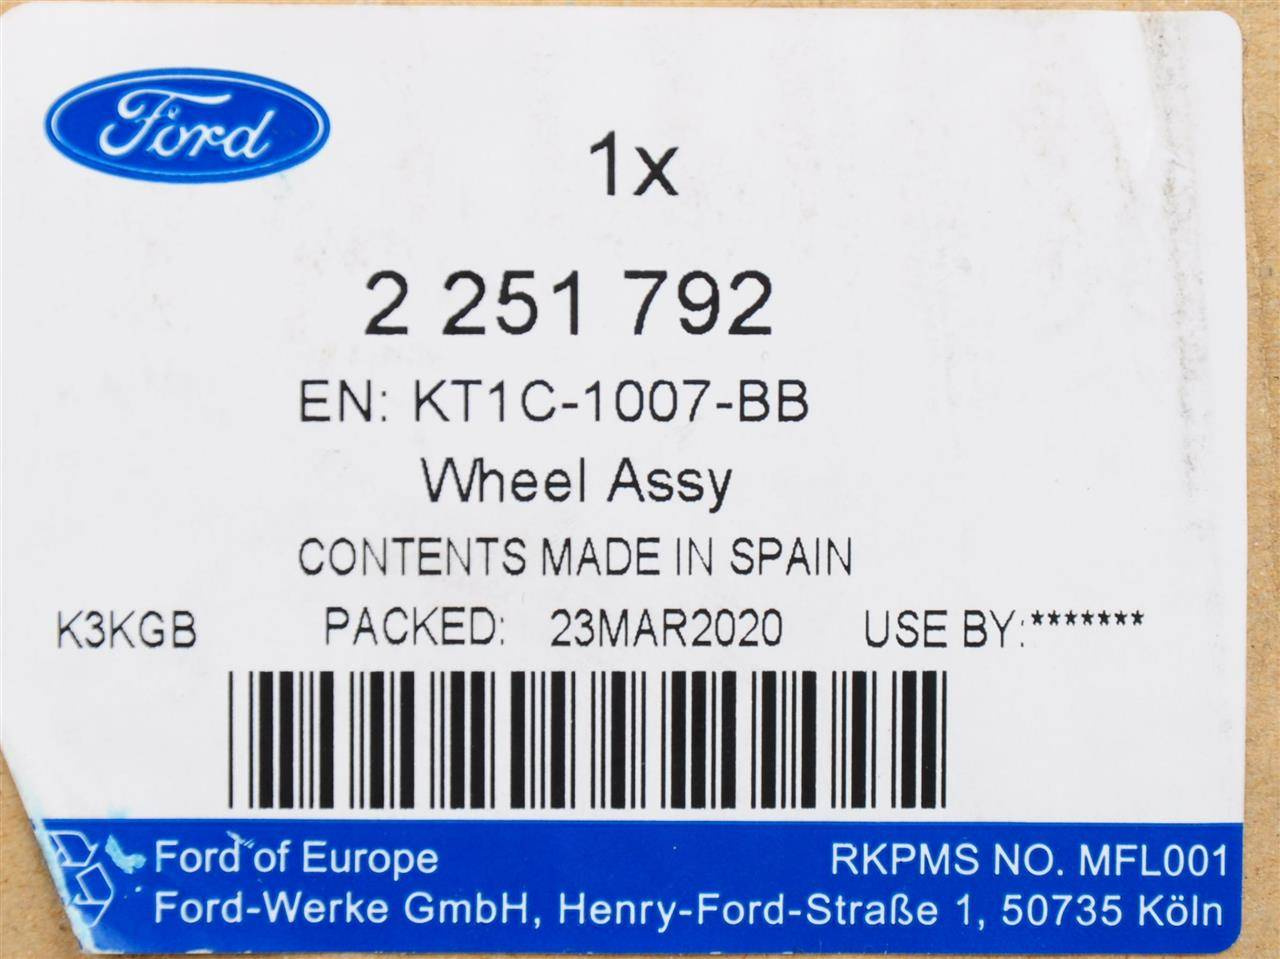 Ford
1x
2 251 792
EN: KT1C-1007-BB
Wheel Assy
CONTENTS MADE IN SPAIN
K3KGB PACKED: 23MAR2020 USE BY:*******
Ford of Europe RKPMS NO. MFL001
Ford-Werke GmbH, Henry-Ford-Straße 1, 50735 Köln